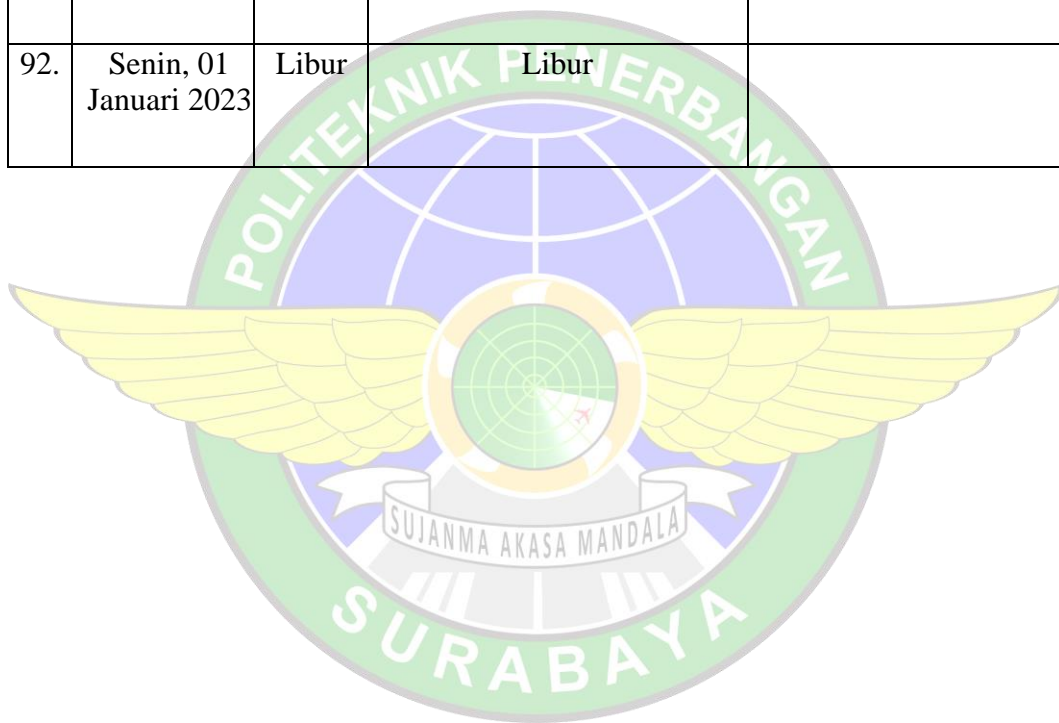 92. Senin, 01 Libur Libur
Januari 2023
POLITEKNIK PENERBANGAN
SUJANMA AKASA MANDALA
SURABAYA